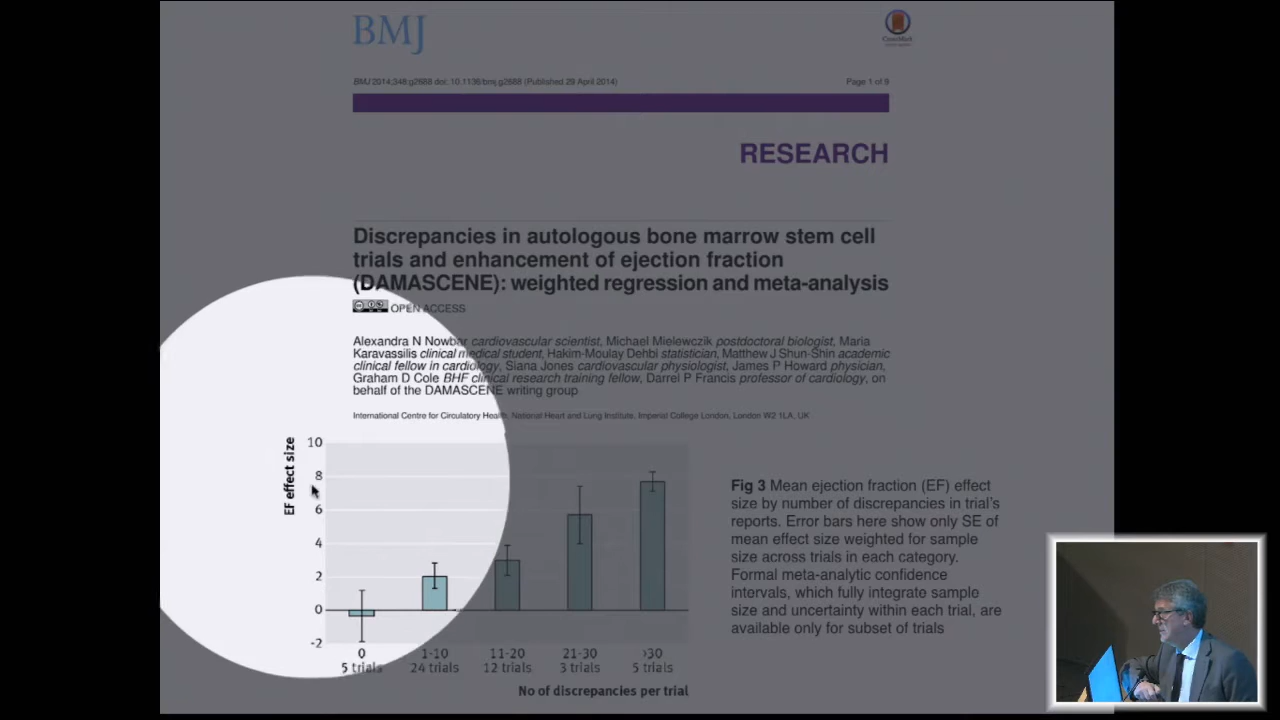 BMJ
CrossMark
BMJ 2014;348:g2688 doi: 10.1136/bmj.g2688 (Published 29 April 2014)
Page 1 of 9
RESEARCH
Discrepancies in autologous bone marrow stem cell
trials and enhancement of ejection fraction
(DAMASCENE): weighted regression and meta-analysis
OPEN ACCESS
Alexandra N Nowbar cardiovascular scientist, Michael Mielewczik postdoctoral biologist, Maria
Karavassilis clinical medical student, Hakim-Moulay Dehbi statistician, Matthew J Shun-Shin academic
clinical fellow in cardiology, Siana Jones cardiovascular physiologist, James P Howard physician,
Graham D Cole BHF clinical research training fellow, Darrel P Francis professor of cardiology, on
behalf of the DAMASCENE writing group
International Centre for Circulatory Health, National Heart and Lung Institute, Imperial College London, London W2 1LA, UK
EF effect size
10
8
6
4
2
0
-2
0 1-10 11-20 21-30 >30
5 trials 24 trials 12 trials 3 trials 5 trials
No of discrepancies per trial
Fig 3 Mean ejection fraction (EF) effect
size by number of discrepancies in trial's
reports. Error bars here show only SE of
mean effect size weighted for sample
size across trials in each category.
Formal meta-analytic confidence
intervals, which fully integrate sample
size and uncertainty within each trial, are
available only for subset of trials